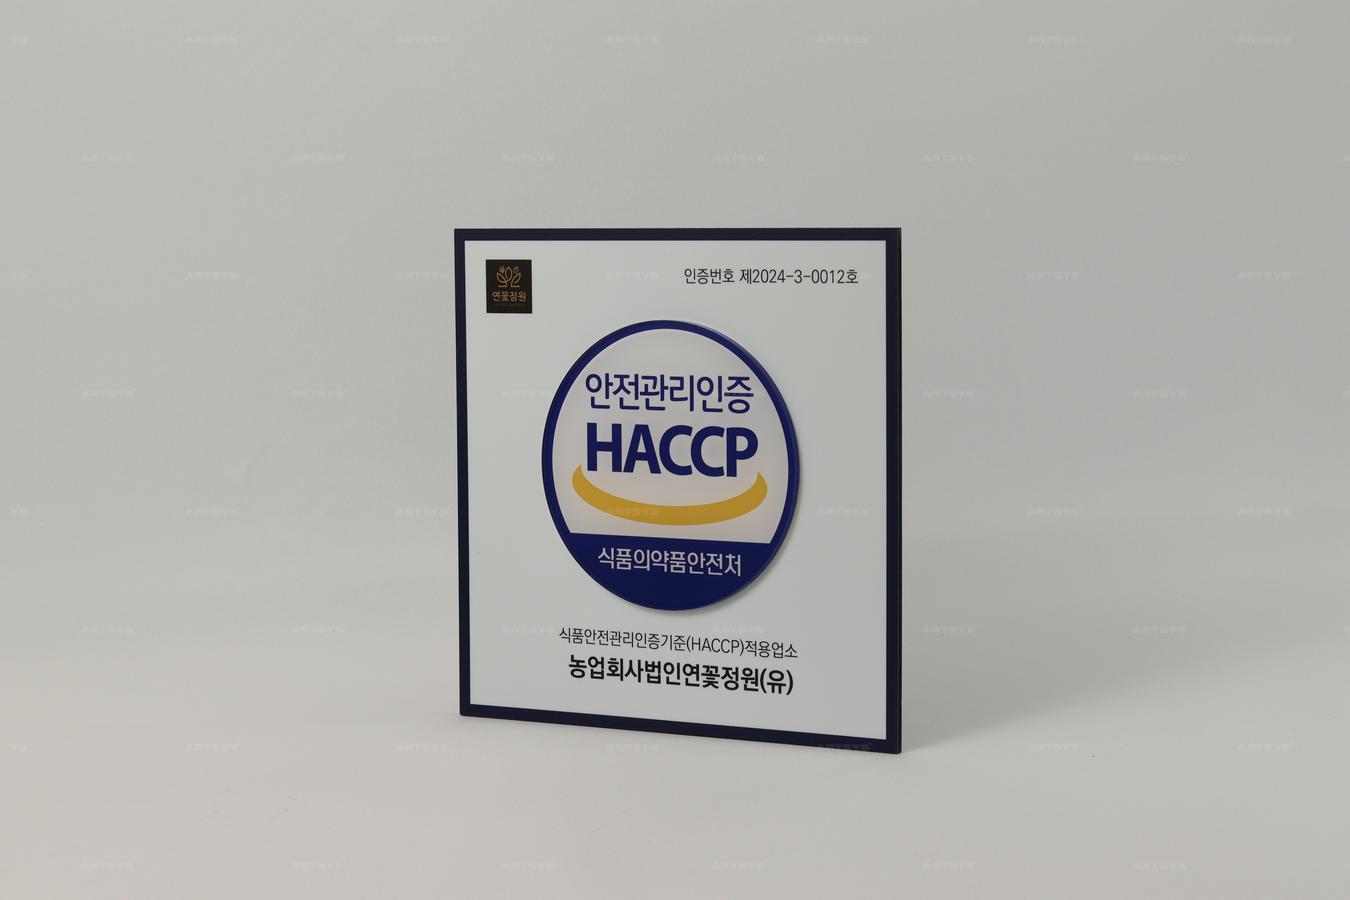 연꽃정원
인증번호 제2024-3-0012호
안전관리인증
HACCP
식품의약품안전처
식품안전관리인증기준(HACCP)적용업소
농업회사법인연꽃정원(유)
ARTSYS